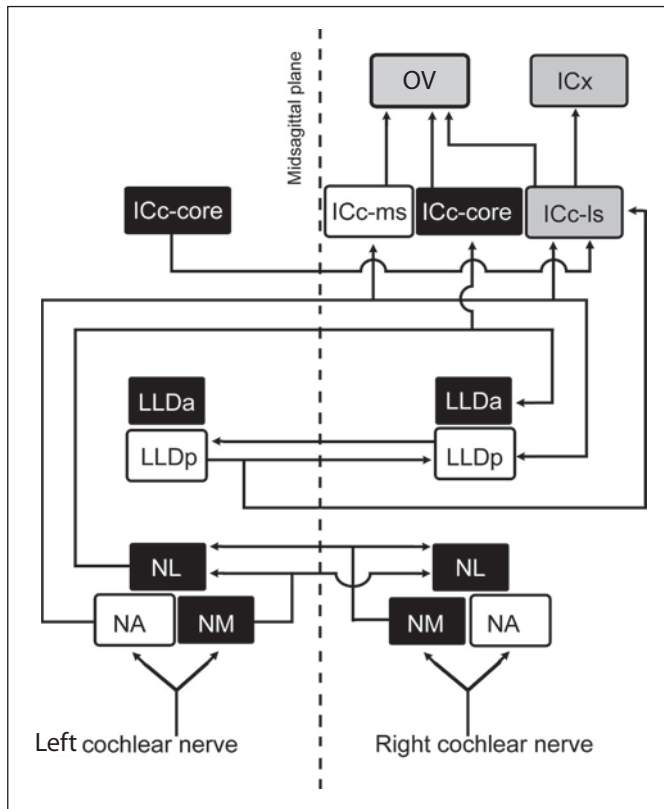 Midsagittal plane
OV
ICx
ICc-core
ICc-ms
ICc-core
ICc-ls
LLDa
LLDa
LLDp
LLDp
NL
NL
NA
NM
NM
NA
Left cochlear nerve
Right cochlear nerve